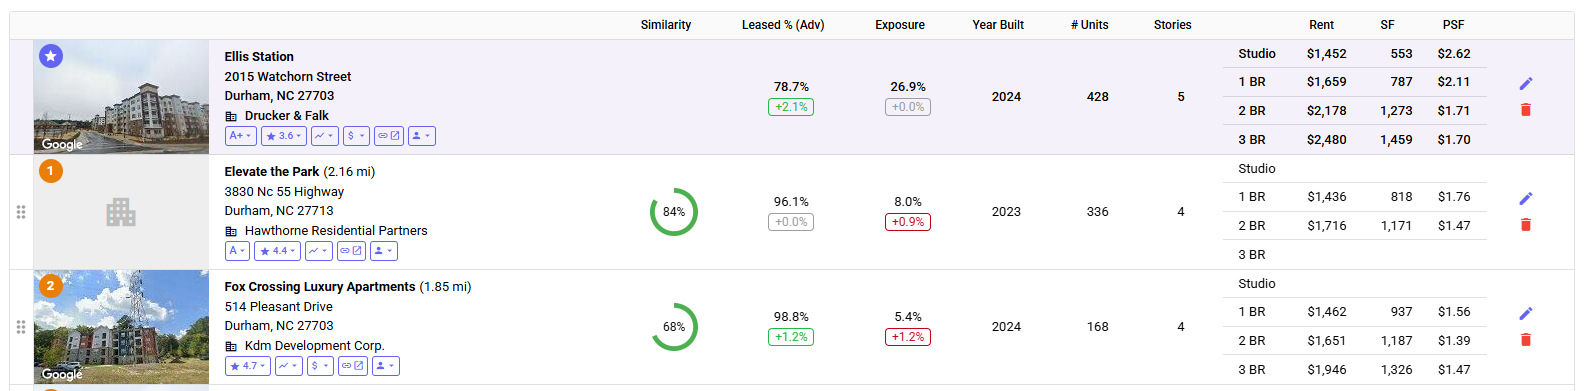 Similarity Leased % (Adv) Exposure Year Built # Units Stories Rent SF PSF
Ellis Station
2015 Watchorn Street
Durham, NC 27703
Drucker & Falk
A+ 3.6 $
Google
78.7% 26.9% 2024 428 5
+2.1% +0.0%
Studio $1,452 553 $2.62
1 BR $1,659 787 $2.11
2 BR $2,178 1,273 $1.71
3 BR $2,480 1,459 $1.70
1
Elevate the Park (2.16 mi)
3830 Nc 55 Highway
Durham, NC 27713
Hawthorne Residential Partners
A 4.4
84% 96.1% 8.0% 2023 336 4
+0.0% +0.9%
Studio
1 BR $1,436 818 $1.76
2 BR $1,716 1,171 $1.47
3 BR
2
Fox Crossing Luxury Apartments (1.85 mi)
514 Pleasant Drive
Durham, NC 27703
Kdm Development Corp.
4.7 $
Google
68% 98.8% 5.4% 2024 168 4
+1.2% +1.2%
Studio
1 BR $1,462 937 $1.56
2 BR $1,651 1,187 $1.39
3 BR $1,946 1,326 $1.47